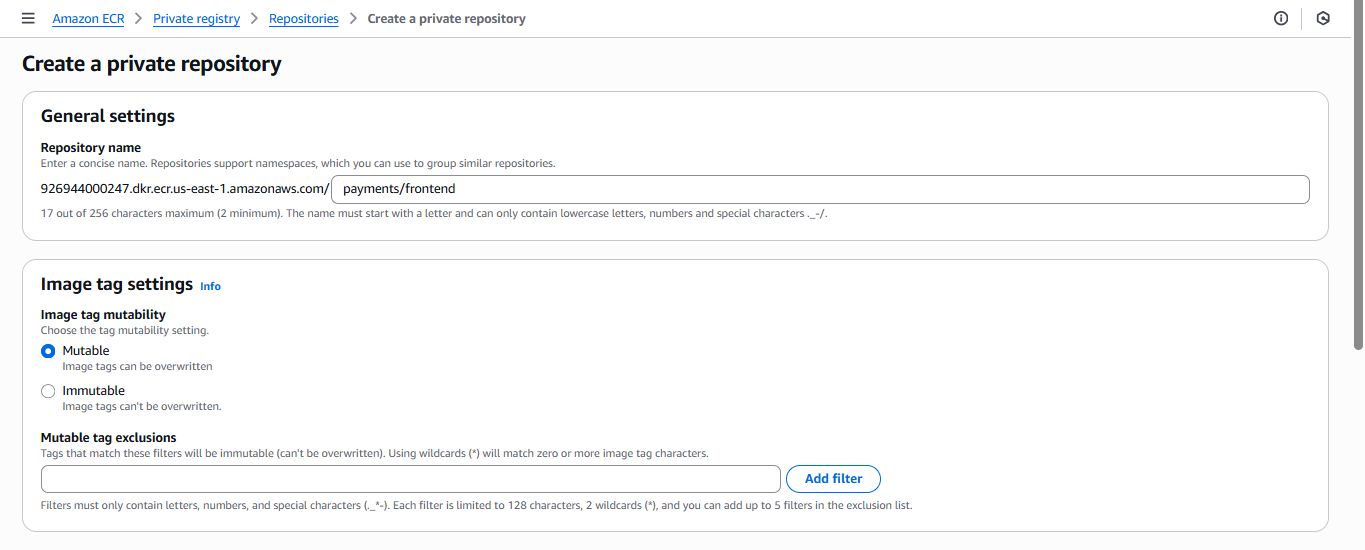 Amazon ECR > Private registry > Repositories > Create a private repository
Create a private repository
General settings
Repository name
Enter a concise name. Repositories support namespaces, which you can use to group similar repositories.
926944000247.dkr.ecr.us-east-1.amazonaws.com/ payments/frontend
17 out of 256 characters maximum (2 minimum). The name must start with a letter and can only contain lowercase letters, numbers and special characters ._-/.
Image tag settings Info
Image tag mutability
Choose the tag mutability setting.
Mutable
Image tags can be overwritten
Immutable
Image tags can't be overwritten.
Mutable tag exclusions
Tags that match these filters will be immutable (can't be overwritten). Using wildcards (*) will match zero or more image tag characters.
Add filter
Filters must only contain letters, numbers, and special characters (._*-). Each filter is limited to 128 characters, 2 wildcards (*), and you can add up to 5 filters in the exclusion list.